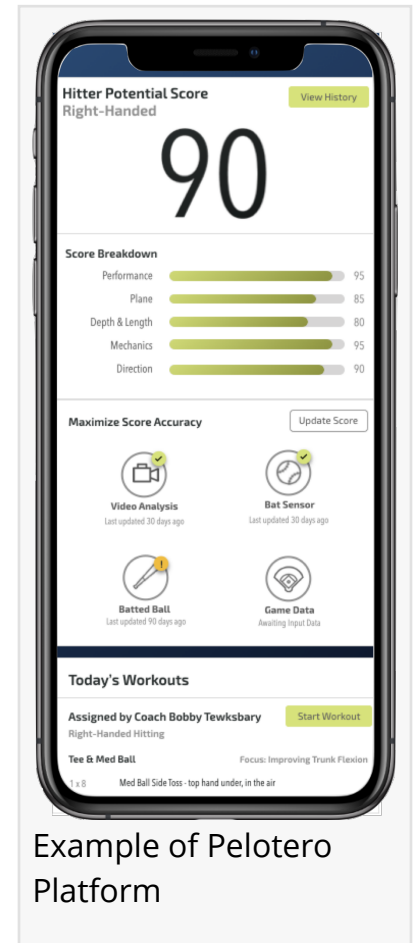 Hitter Potential Score
View History
Right-Handed
90
Score Breakdown
Performance 95
Plane 85
Depth & Length 80
Mechanics 95
Direction 90
Maximize Score Accuracy
Update Score
Video Analysis
Last updated 30 days ago
Bat Sensor
Last updated 30 days ago
!
Batted Ball
Last updated 90 days ago
Game Data
Awaiting Input Data
Today's Workouts
Assigned by Coach Bobby Tewksbary
Start Workout
Right-Handed Hitting
Tee & Med Ball Focus: Improving Trunk Flexion
1 x 8 Med Ball Side Toss - top hand under, in the air
Example of Pelotero
Platform